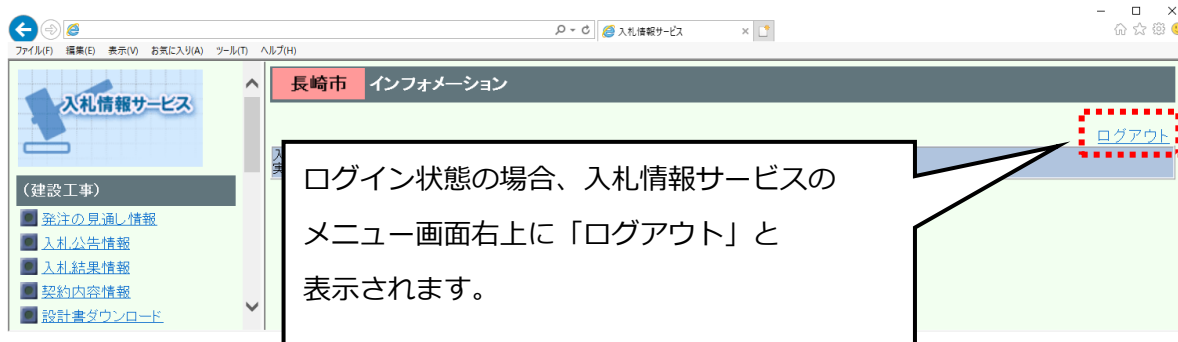 入札情報サービス
ファイル(F) 編集(E) 表示(V) お気に入り(A) ツール(T) ヘルプ(H)
入札情報サービス
長崎市 インフォメーション
ログアウト
(建設工事)
発注の見通し情報
入札公告情報
入札結果情報
契約内容情報
設計書ダウンロード
ログイン状態の場合、入札情報サービスの
メニュー画面右上に「ログアウト」と
表示されます。